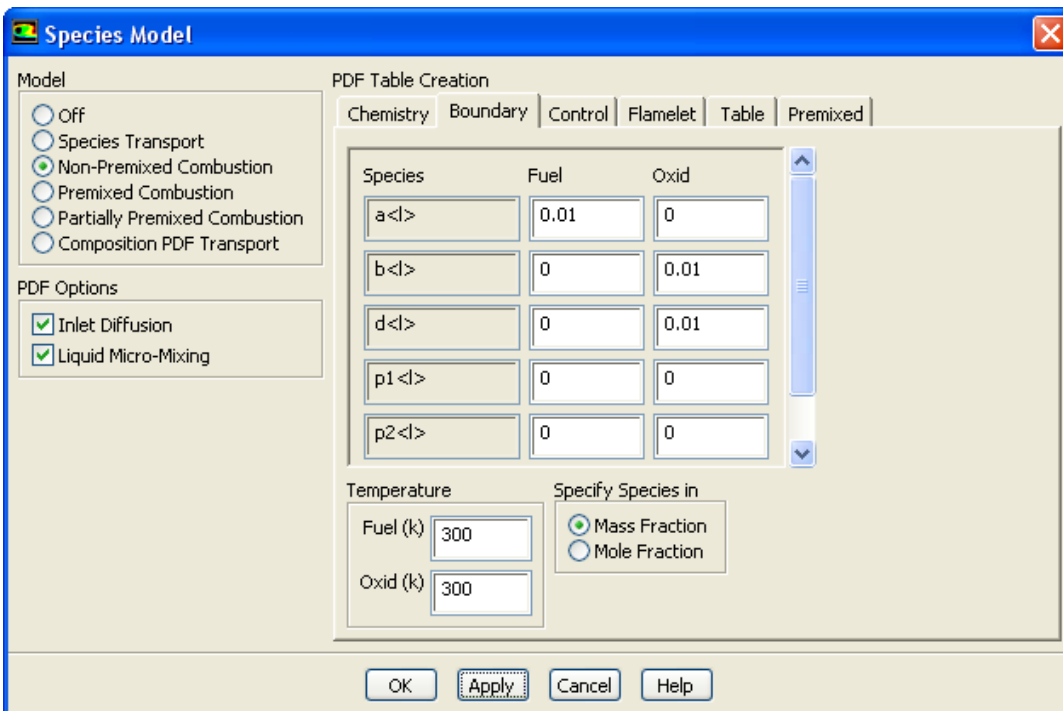 Species Model
Model
Off
Species Transport
Non-Premixed Combustion
Premixed Combustion
Partially Premixed Combustion
Composition PDF Transport
PDF Options
Inlet Diffusion
Liquid Micro-Mixing
PDF Table Creation
Chemistry Boundary Control Flamelet Table Premixed
Species Fuel Oxid
a<l> 0.01 0
b<l> 0 0.01
d<l> 0 0.01
p1<l> 0 0
p2<l> 0 0
Temperature
Fuel (k) 300
Oxid (k) 300
Specify Species in
Mass Fraction
Mole Fraction
OK Apply Cancel Help